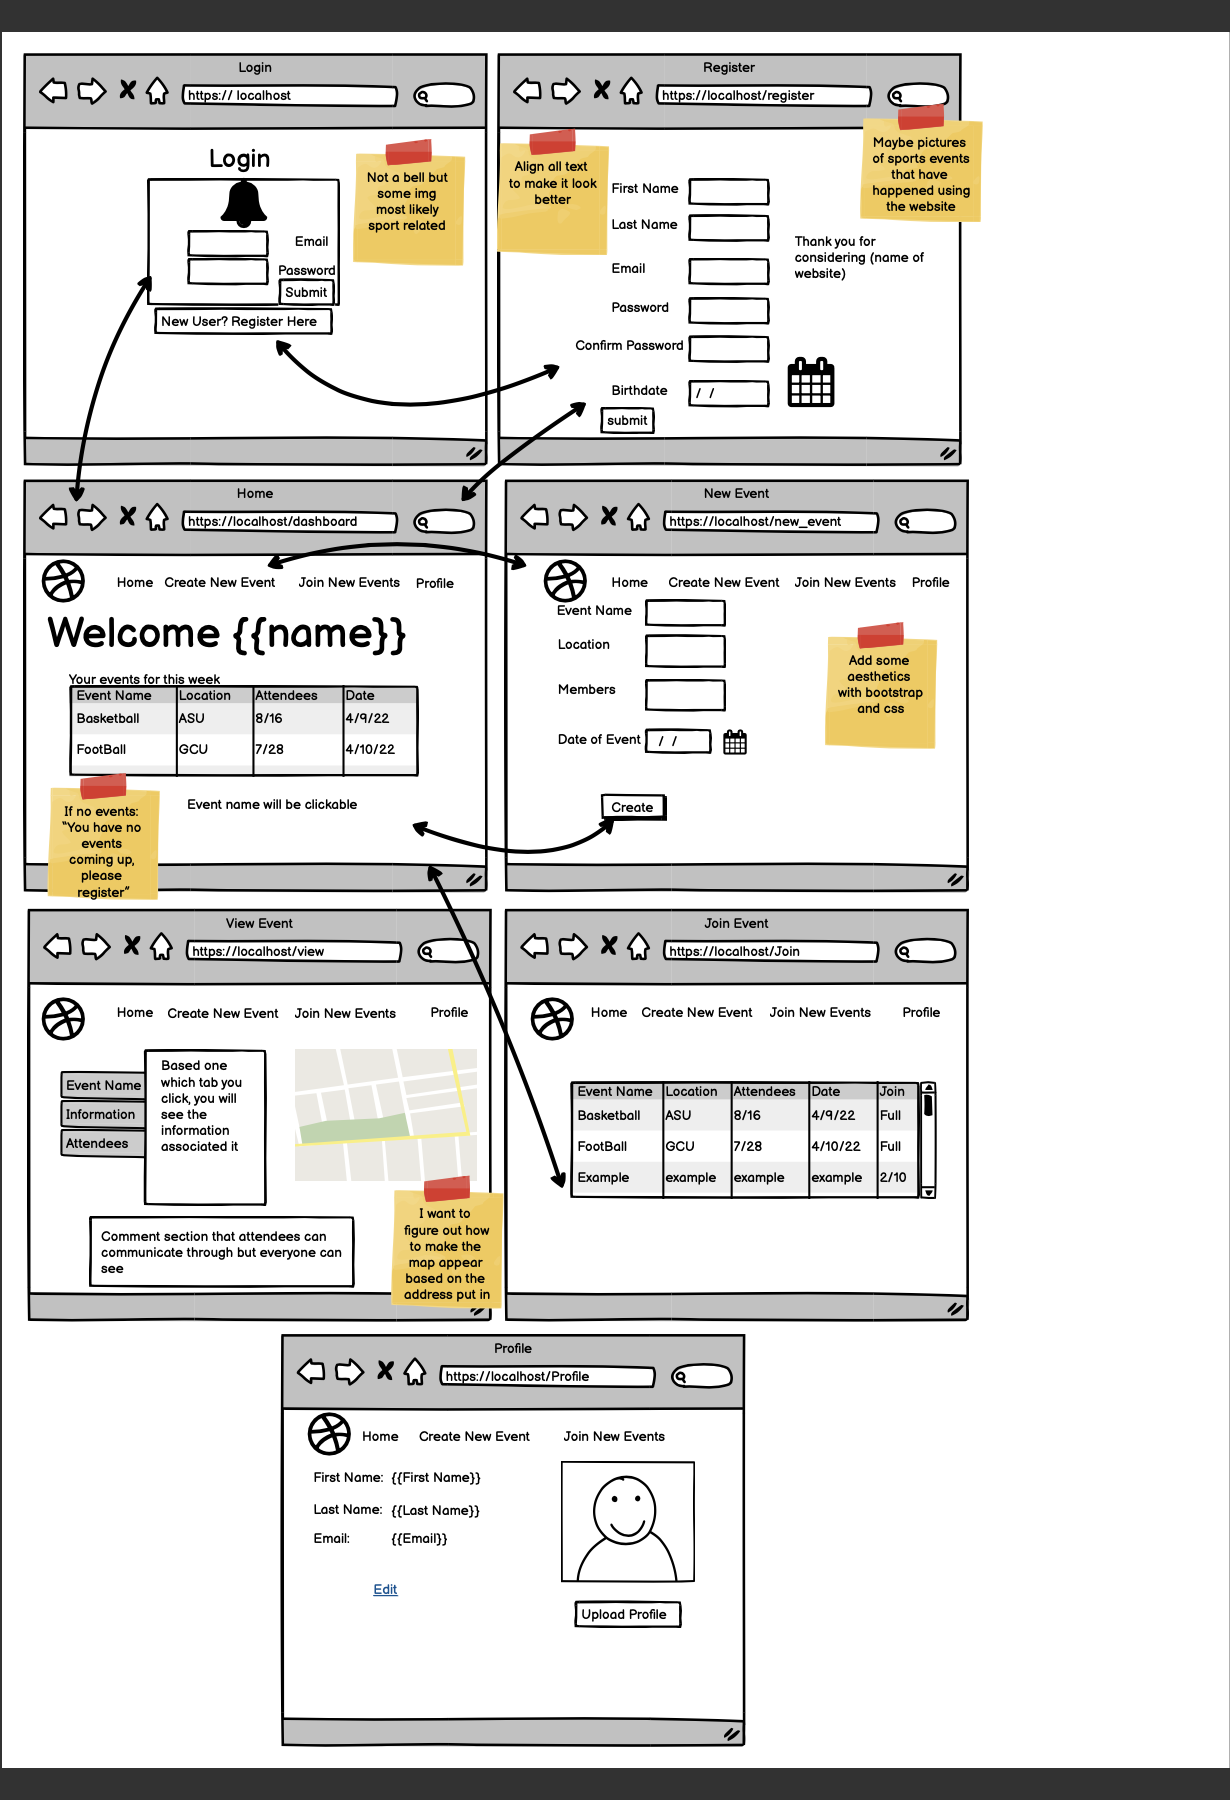 Login
https:// localhost
Login
Email
Password
Submit
New User? Register Here
Not a bell but
some img
most likely
sport related
Register
https://localhost/register
Align all text
to make it look
better
First Name
Last Name
Email
Password
Confirm Password
Birthdate
/ /
submit
Maybe pictures
of sports events
that have
happened using
the website
Thank you for
considering (name of
website)
Home
https://localhost/dashboard
Home Create New Event Join New Events Profile
Welcome {{name}}
Your events for this week
Event Name Location Attendees Date
Basketball ASU 8/16 4/9/22
FootBall GCU 7/28 4/10/22
If no events:
"You have no
events
coming up,
please
register"
Event name will be clickable
New Event
https://localhost/new_event
Home Create New Event Join New Events Profile
Event Name
Location
Members
Date of Event / /
Create
Add some
aesthetics
with bootstrap
and css
View Event
https://localhost/view
Home Create New Event Join New Events Profile
Event Name
Information
Attendees
Based one
which tab you
click, you will
see the
information
associated it
Comment section that attendees can
communicate through but everyone can
see
I want to
figure out how
to make the
map appear
based on the
address put in
Join Event
https://localhost/Join
Home Create New Event Join New Events Profile
Event Name Location Attendees Date Join
Basketball ASU 8/16 4/9/22 Full
FootBall GCU 7/28 4/10/22 Full
Example example example example 2/10
Profile
https://localhost/Profile
Home Create New Event Join New Events
First Name: {{First Name}}
Last Name: {{Last Name}}
Email: {{Email}}
Edit
Upload Profile